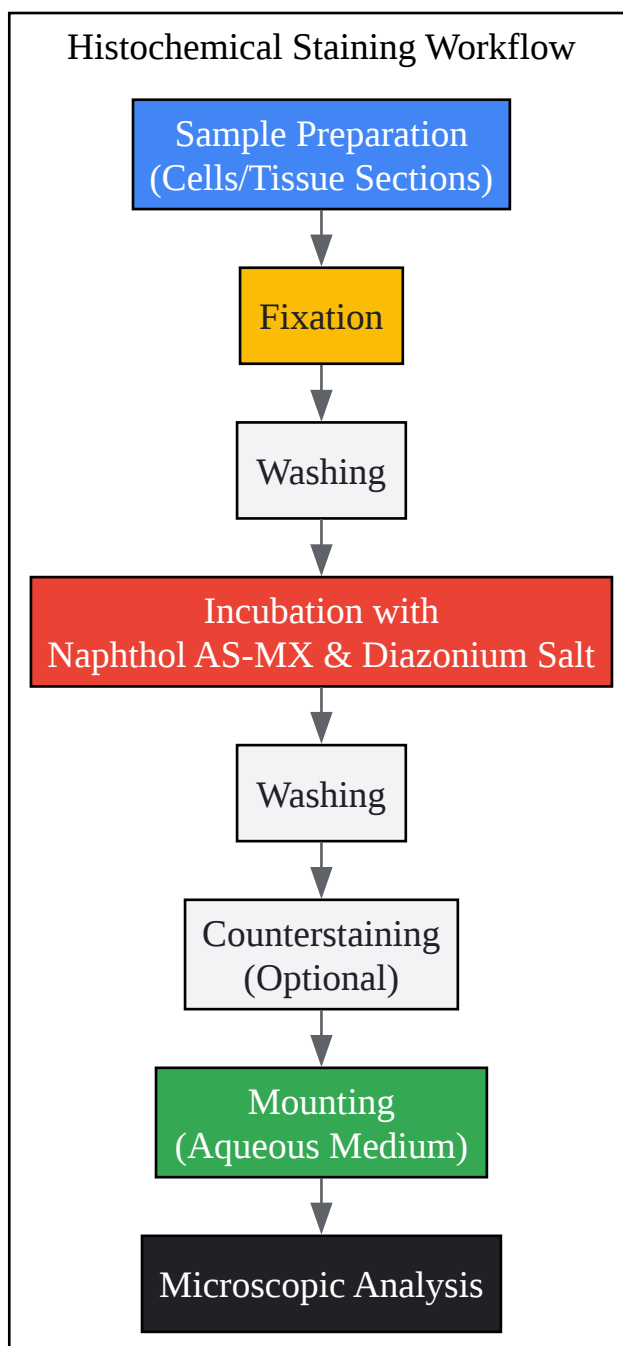 Histochemical Staining Workflow
Sample Preparation
(Cells/Tissue Sections)
Fixation
Washing
Incubation with
Naphthol AS-MX & Diazonium Salt
Washing
Counterstaining
(Optional)
Mounting
(Aqueous Medium)
Microscopic Analysis